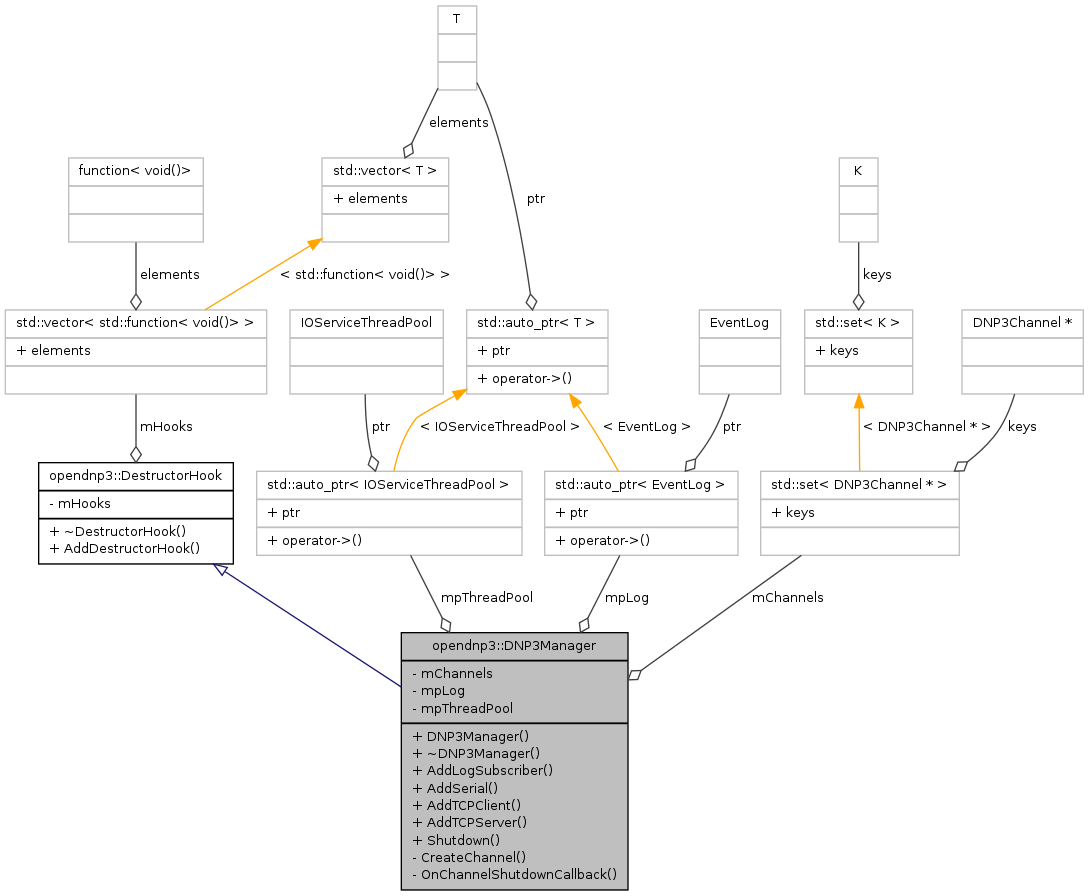 T
elements
function< void()>
std::vector< T >
+ elements
K
ptr
elements
< std::function< void()> >
keys
std::vector< std::function< void()> >
+ elements
IOServiceThreadPool
std::auto_ptr< T >
+ ptr
+ operator->()
EventLog
std::set< K >
+ keys
DNP3Channel *
mHooks
ptr
< IOServiceThreadPool >
< EventLog >
ptr
< DNP3Channel * >
keys
opendnp3::DestructorHook
- mHooks
+ ~DestructorHook()
+ AddDestructorHook()
std::auto_ptr< IOServiceThreadPool >
+ ptr
+ operator->()
std::auto_ptr< EventLog >
+ ptr
+ operator->()
std::set< DNP3Channel * >
+ keys
mpThreadPool
mpLog
mChannels
opendnp3::DNP3Manager
- mChannels
- mpLog
- mpThreadPool
+ DNP3Manager()
+ ~DNP3Manager()
+ AddLogSubscriber()
+ AddSerial()
+ AddTCPClient()
+ AddTCPServer()
+ Shutdown()
- CreateChannel()
- OnChannelShutdownCallback()